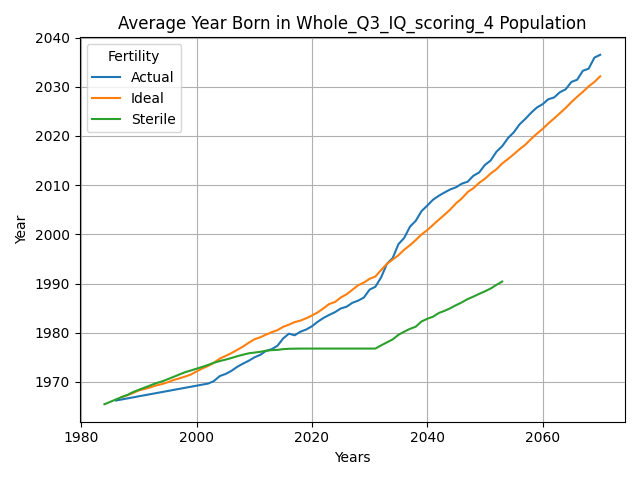 Average Year Born in Whole_Q3_IQ_scoring_4 Population
2040
2030
2020
2010
2000
1990
1980
1970
Year
Fertility
Actual
Ideal
Sterile
1980
2000
2020
2040
2060
Years